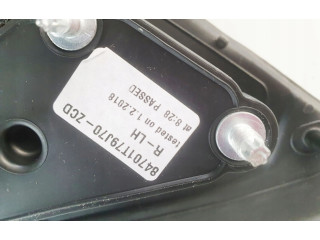 84701T79J70-ZCD
R-LH
tested on 1.2.2018
at 8:28 PASSED